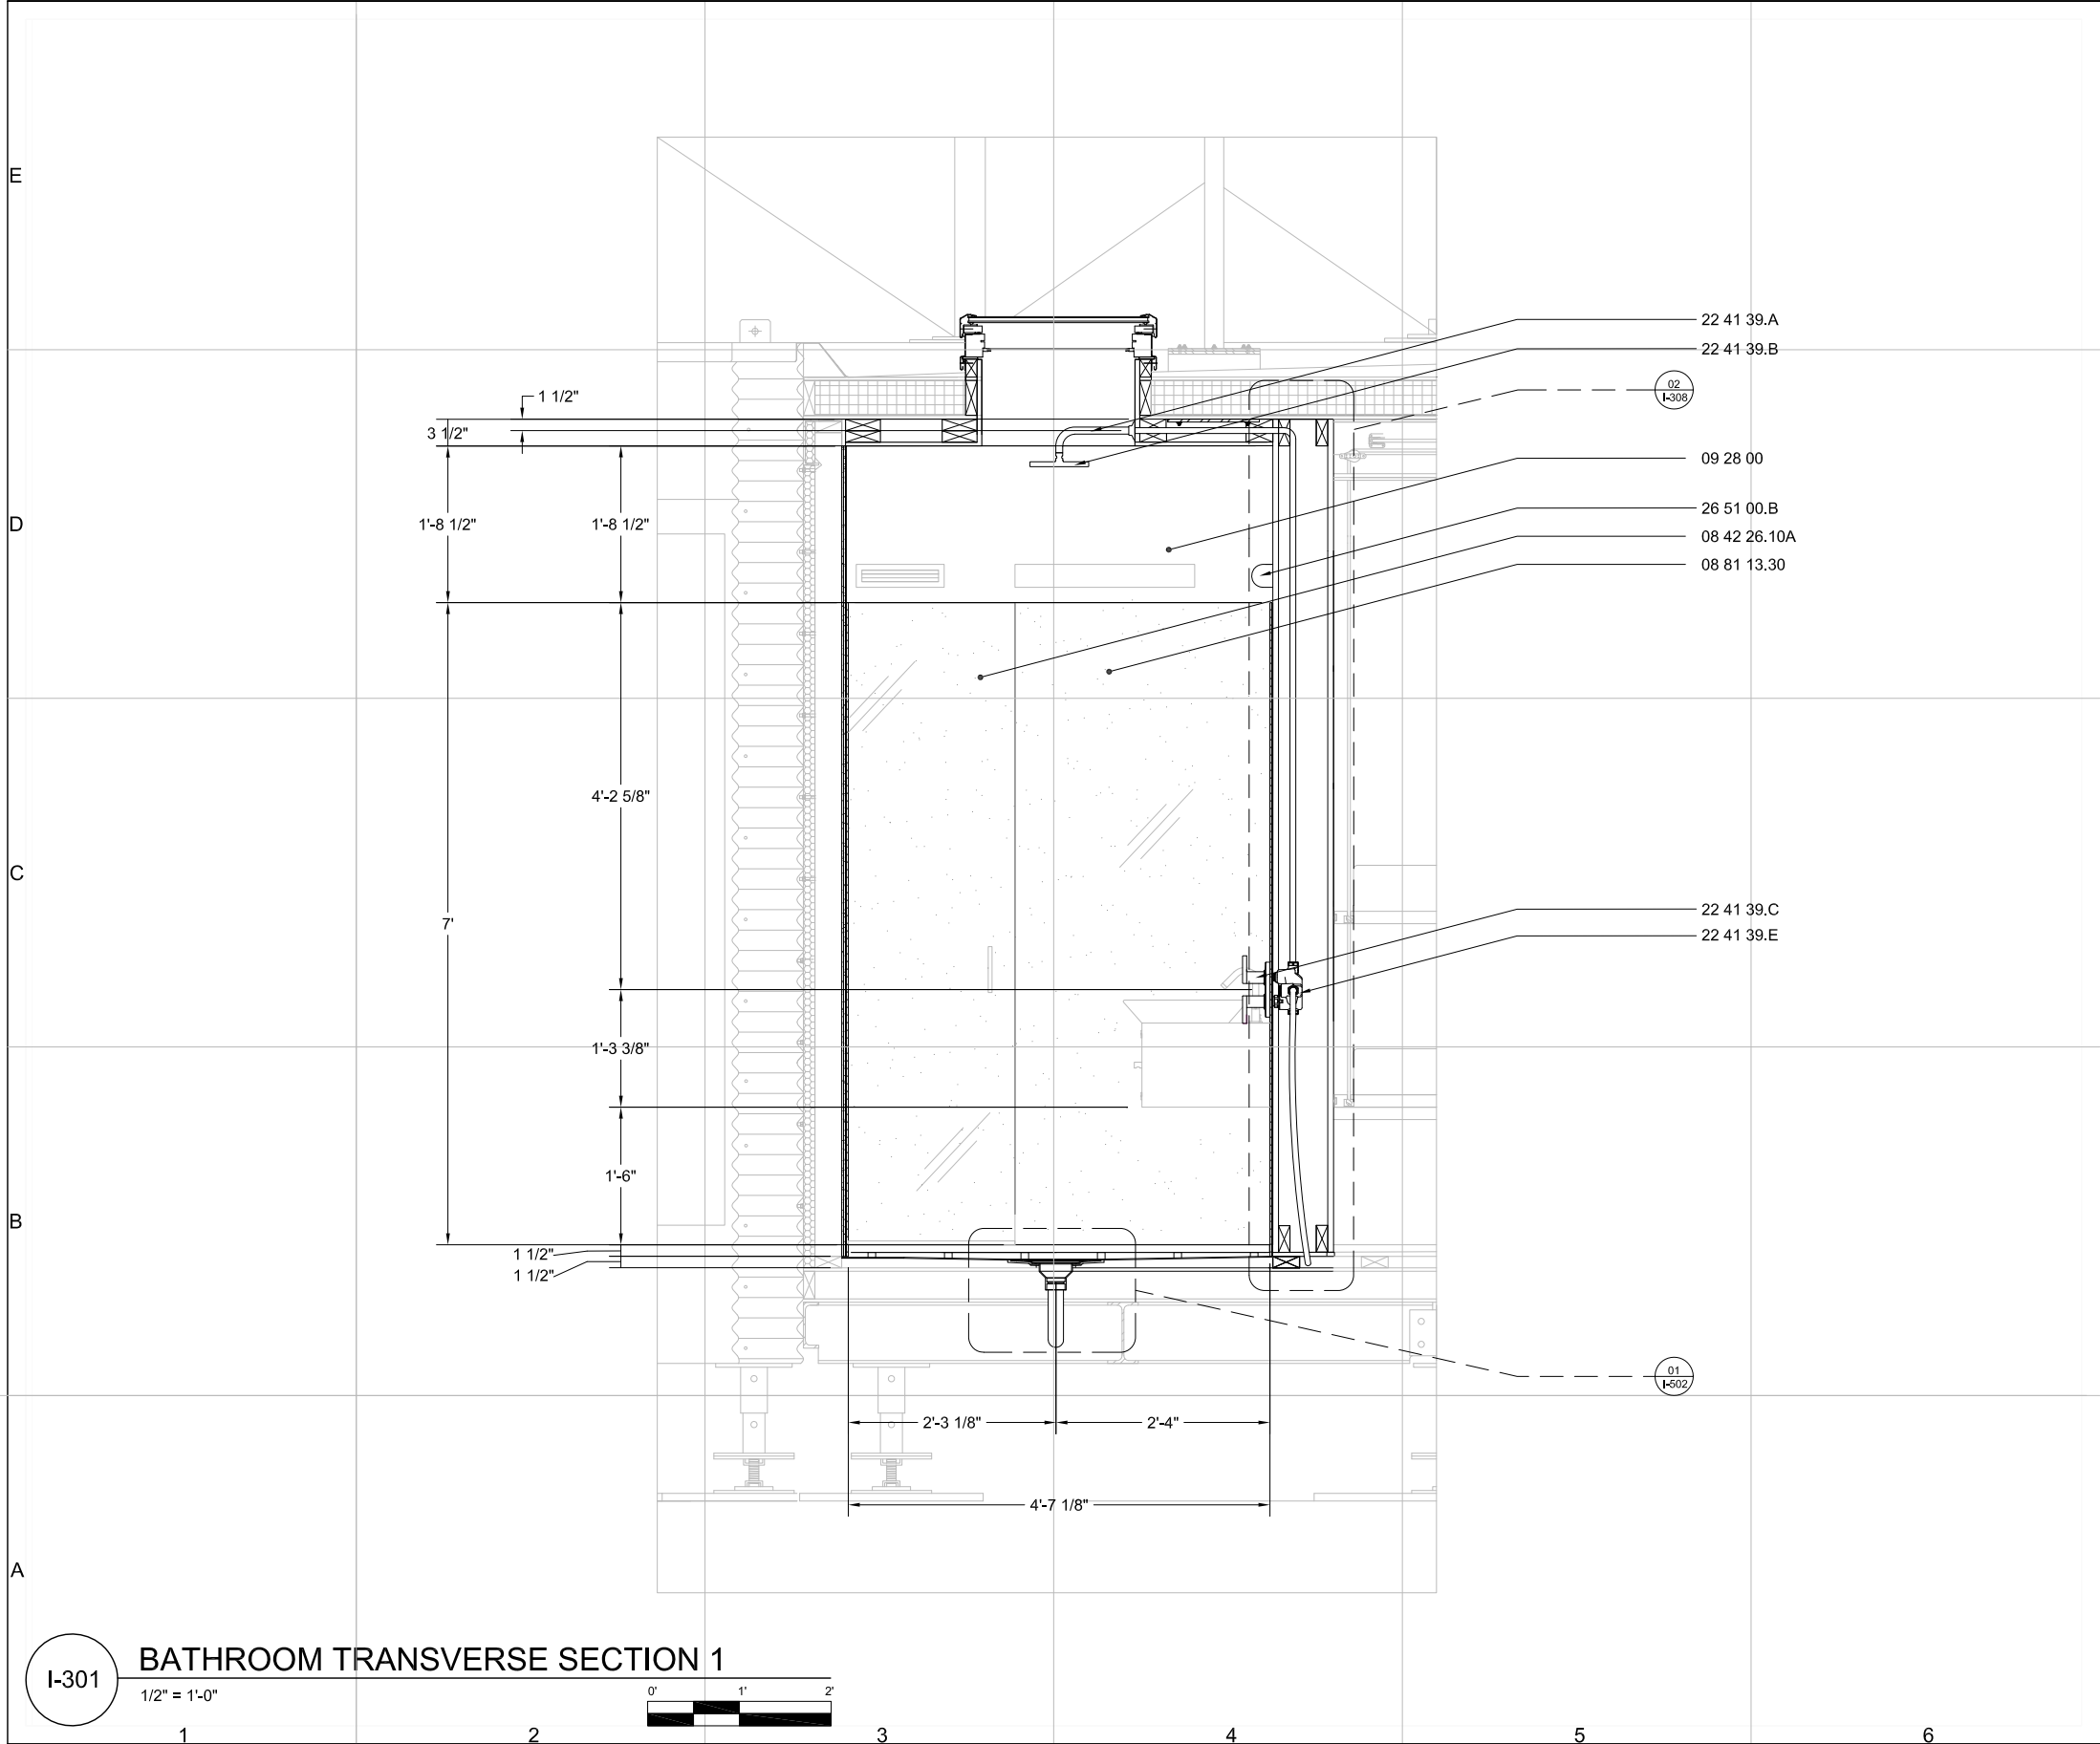 E
22 41 39.A
22 41 39.B
02
I-308
1 1/2"
3 1/2"
09 28 00
26 51 00.B
D
1'-8 1/2"
1'-8 1/2"
08 42 26.10A
08 81 13.30
4'-2 5/8"
C
22 41 39.C
7'
22 41 39.E
1'-3 3/8"
1'-6"
B
1 1/2"
1 1/2"
01
I-502
2'-3 1/8"
2'-4"
4'-7 1/8"
A
I-301
BATHROOM TRANSVERSE SECTION 1
1/2" = 1'-0"
0'
1'
2'
1
2
3
4
5
6